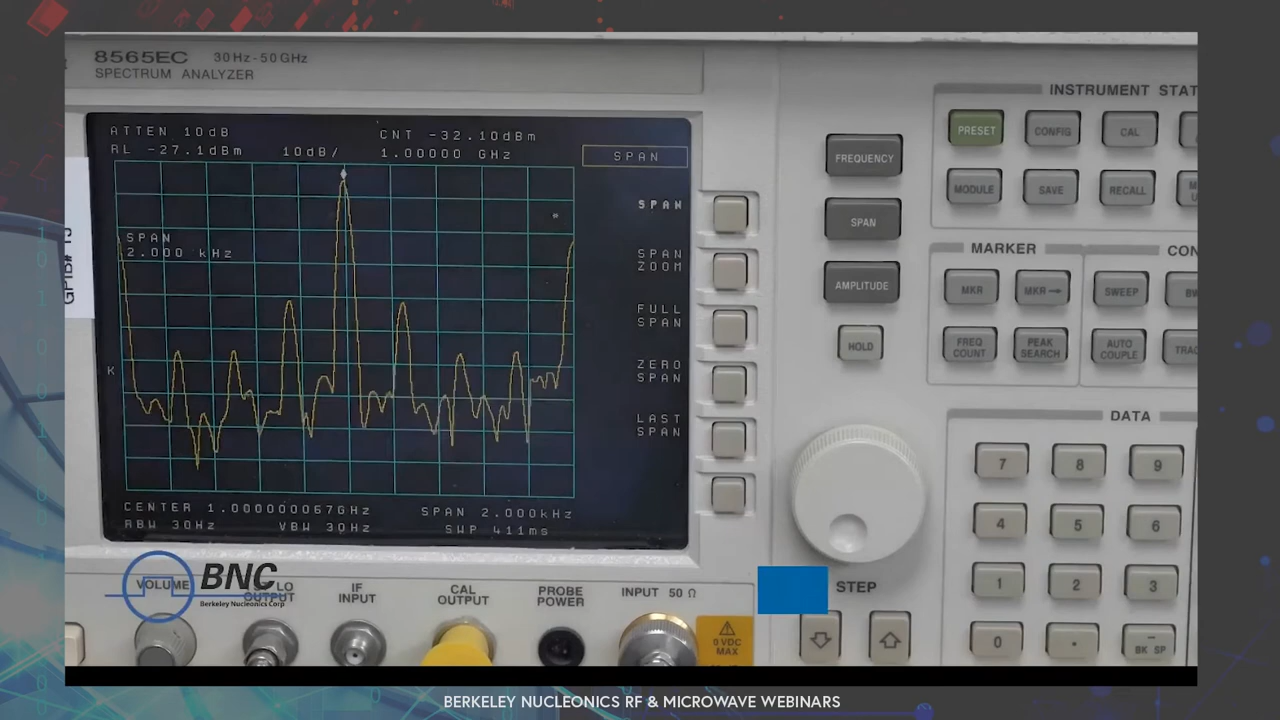 8565EC 30Hz-50GHz
SPECTRUM ANALYZER
INSTRUMENT STAT
ATTEN 10dB CNT -32.10dBm
RL -27.1dBm 10dB/ 1.00000 GHz
SPAN
SPAN
SPAN
ZOOM
FULL
SPAN
ZERO
SPAN
LAST
SPAN
SPAN
2.000 kHz
K
CENTER 1.000000067GHz SPAN 2.000kHz
RBW 30Hz VBW 30Hz SWP 411ms
FREQUENCY
SPAN
AMPLITUDE
HOLD
PRESET CONFIG CAL
MODULE SAVE RECALL
MARKER CON
MKR MKR→ SWEEP BW
FREQ
COUNT
PEAK
SEARCH
AUTO
COUPLE
TRAC
DATA
7 8 9
4 5 6
1 2 3
0 . −
BK SP
STEP
VOLUME
LO
OUTPUT
IF
INPUT
CAL
OUTPUT
PROBE
POWER
INPUT 50 Ω
0 VDC
MAX
BNC
Berkeley Nucleonics Corp
BERKELEY NUCLEONICS RF & MICROWAVE WEBINARS